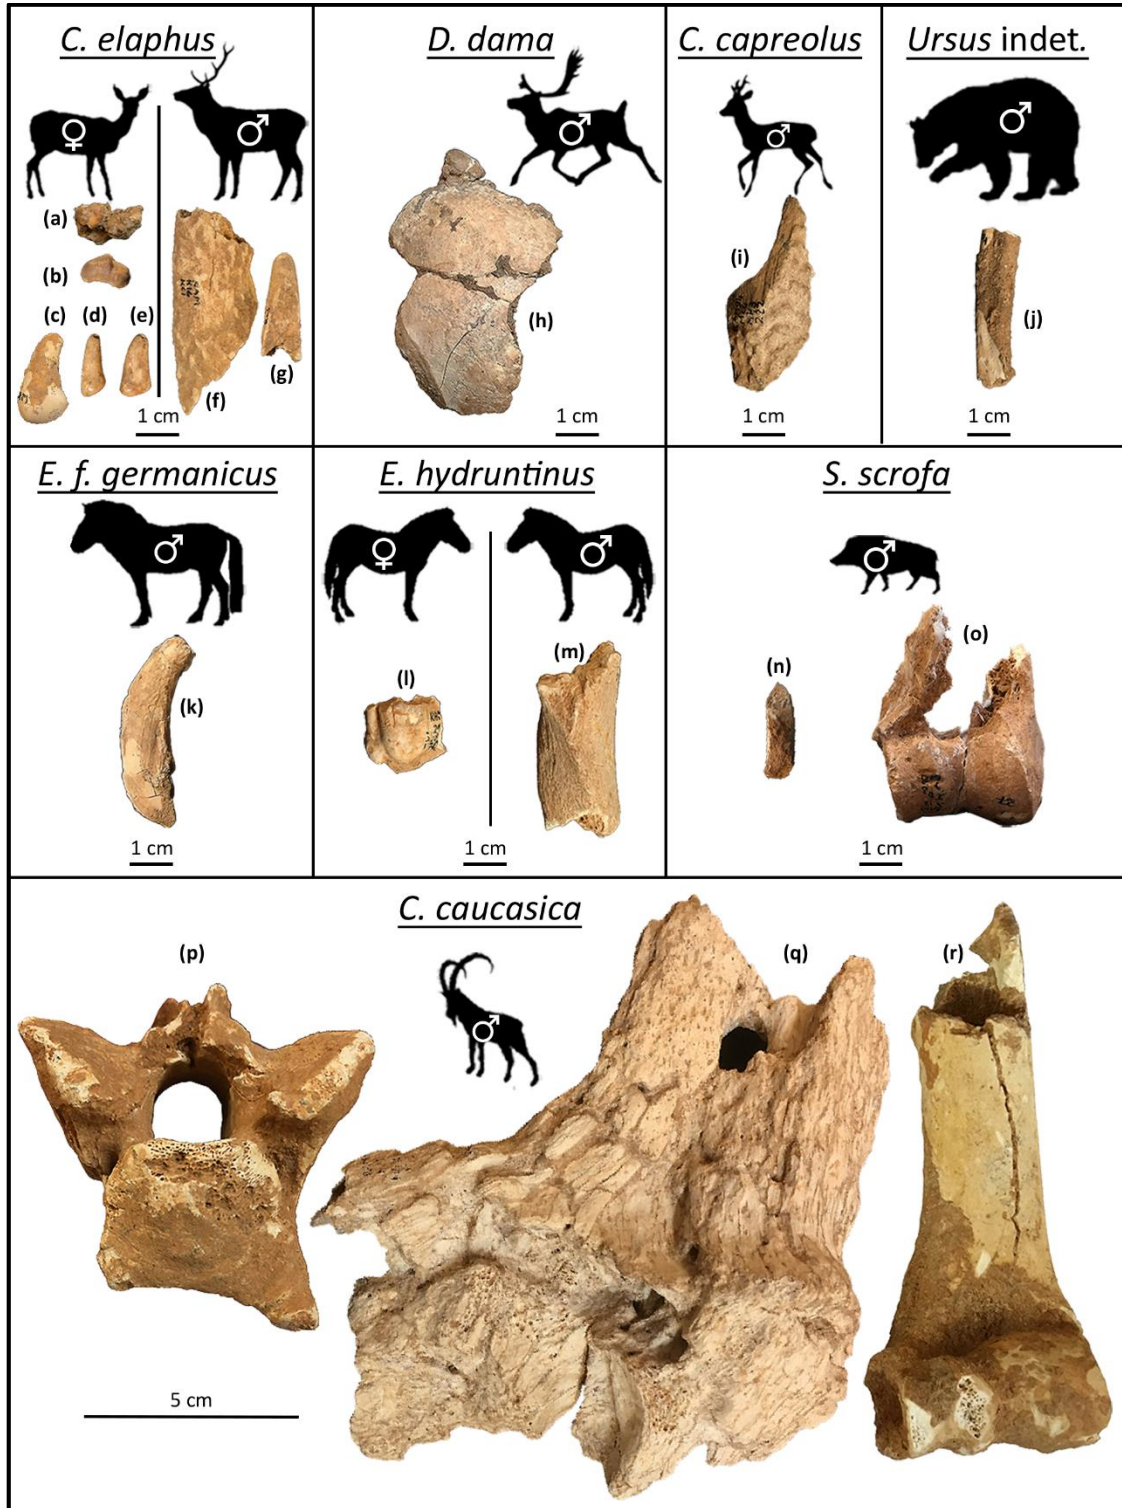 C. elaphus
D. dama
C. capreolus
Ursus indet.
♀
♂
♂
♂
♂
(a)
(b)
(c)
(d)
(e)
(f)
(g)
(h)
(i)
(j)
1 cm
1 cm
1 cm
1 cm
E. f. germanicus
E. hydruntinus
S. scrofa
♂
♀
♂
♂
(k)
(l)
(m)
(n)
(o)
1 cm
1 cm
1 cm
C. caucasica
♂
(p)
(q)
(r)
5 cm